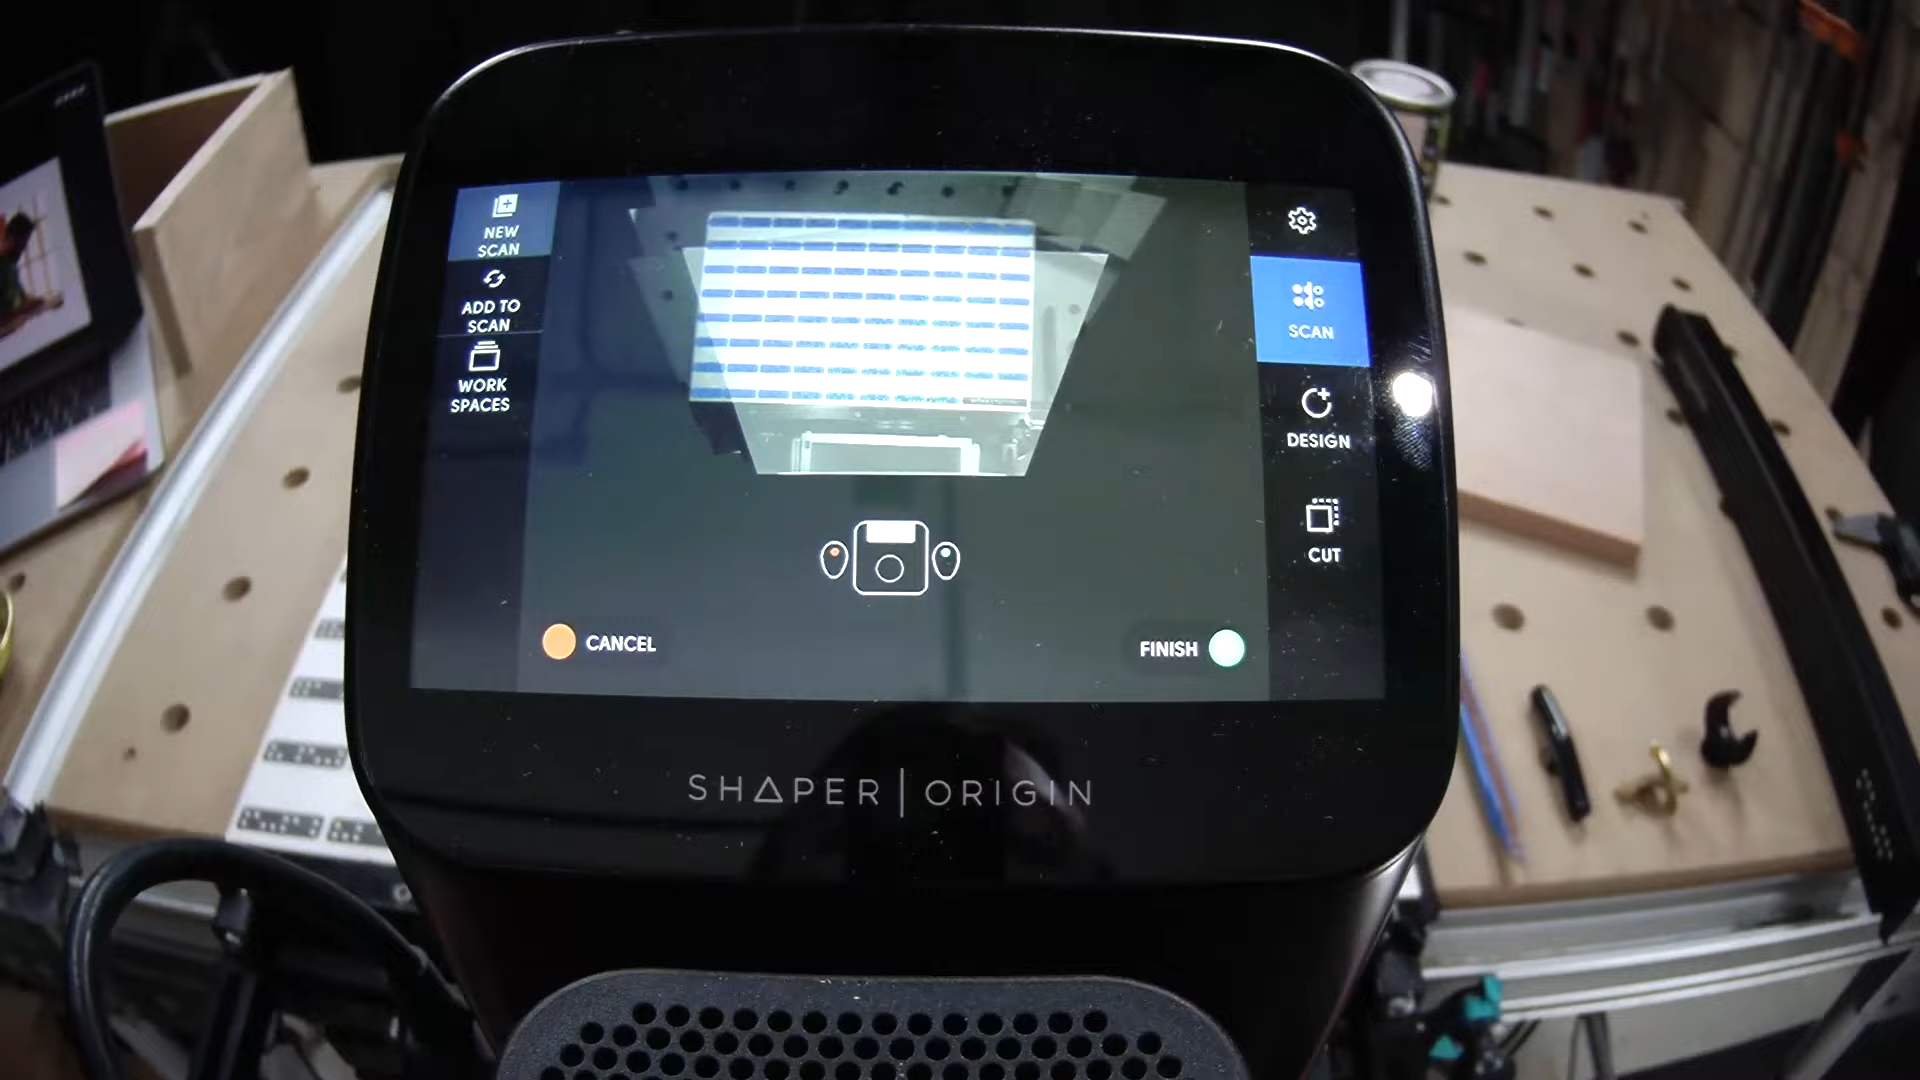 NEW
SCAN
ADD TO
SCAN
WORK
SPACES
SCAN
DESIGN
CUT
CANCEL
FINISH
SHAPER | ORIGIN